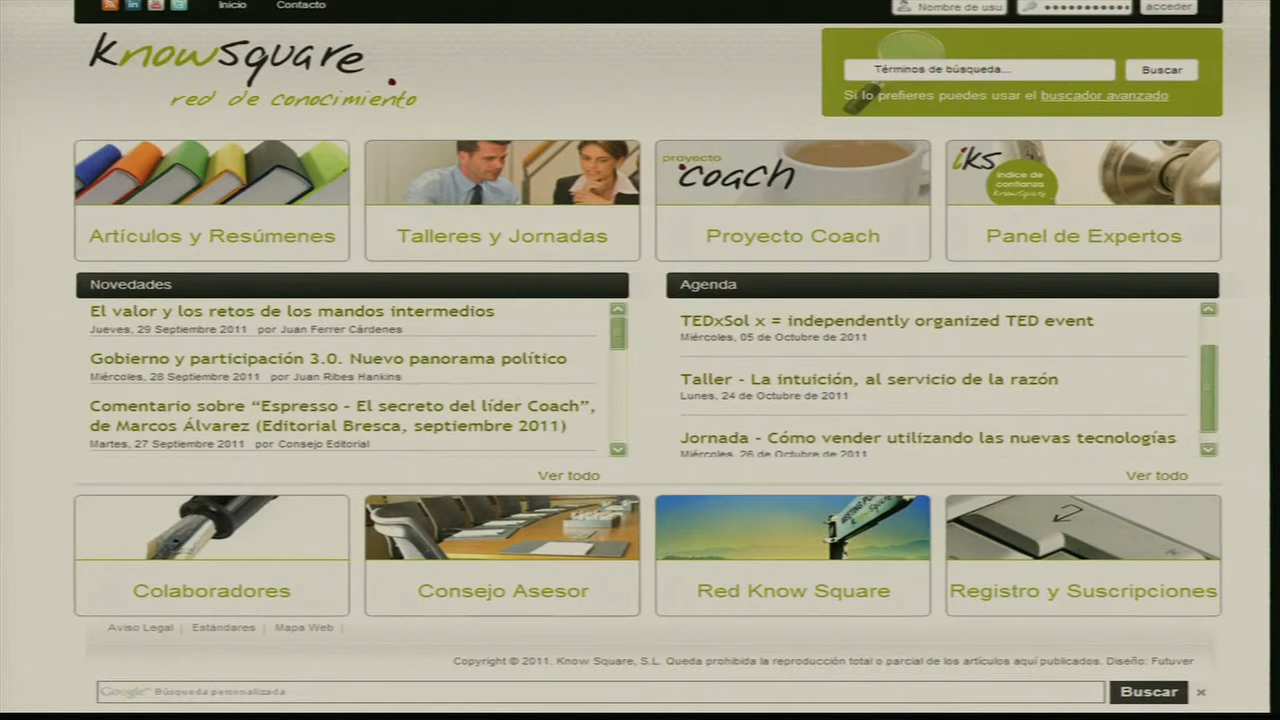 Inicio Contacto
Nombre de usu
acceder
knowsquare.
red de conocimiento
Términos de búsqueda... Buscar
Si lo prefieres puedes usar el buscador avanzado
proyecto
coach
iks
índice de
confianza
knowsquare
Artículos y Resúmenes
Talleres y Jornadas
Proyecto Coach
Panel de Expertos
Novedades
El valor y los retos de los mandos intermedios
Jueves, 29 Septiembre 2011 por Juan Ferrer Cárdenes
Gobierno y participación 3.0. Nuevo panorama político
Miércoles, 28 Septiembre 2011 por Juan Ribes Hankins
Comentario sobre “Espresso - El secreto del líder Coach”,
de Marcos Álvarez (Editorial Bresca, septiembre 2011)
Martes, 27 Septiembre 2011 por Consejo Editorial
Ver todo
Agenda
TEDxSol x = independently organized TED event
Miércoles, 05 de Octubre de 2011
Taller - La intuición, al servicio de la razón
Lunes, 24 de Octubre de 2011
Jornada - Cómo vender utilizando las nuevas tecnologías
Miércoles, 26 de Octubre de 2011
Ver todo
Colaboradores
Consejo Asesor
Red Know Square
Registro y Suscripciones
Aviso Legal | Estándares | Mapa Web |
Copyright © 2011. Know Square, S.L. Queda prohibida la reproducción total o parcial de los artículos aquí publicados. Diseño: Futuver
Google™ Búsqueda personalizada Buscar ×